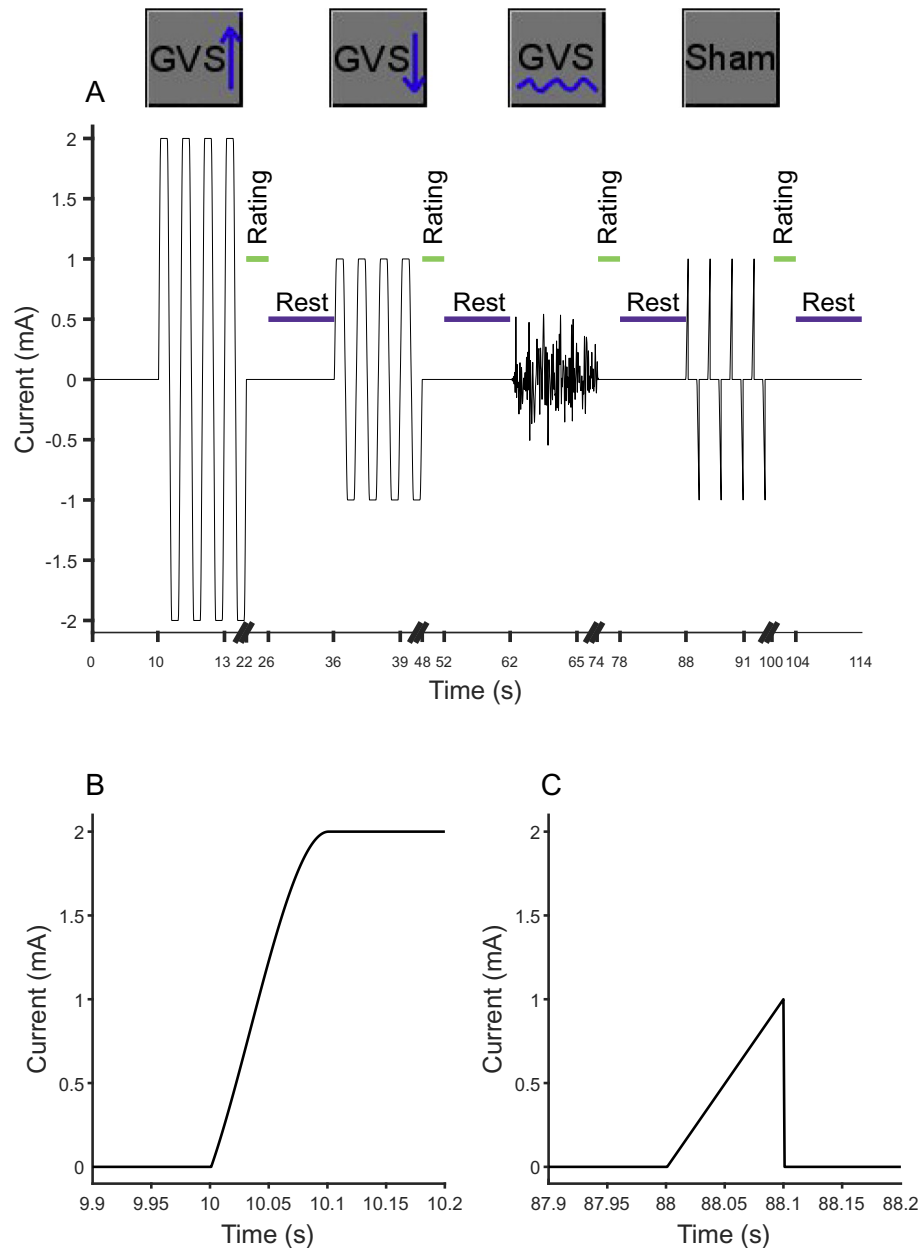 GVS GVS GVS Sham
A
2
1.5
1
0.5
0
-0.5
-1
-1.5
-2
Current (mA)
Rating
Rest
Rating
Rest
Rating
Rest
Rating
Rest
0 10 13 22 26 36 39 48 52 62 65 74 78 88 91 100 104 114
Time (s)
B
2
1.5
1
0.5
0
Current (mA)
9.9 9.95 10 10.05 10.1 10.15 10.2
Time (s)
C
2
1.5
1
0.5
0
Current (mA)
87.9 87.95 88 88.05 88.1 88.15 88.2
Time (s)